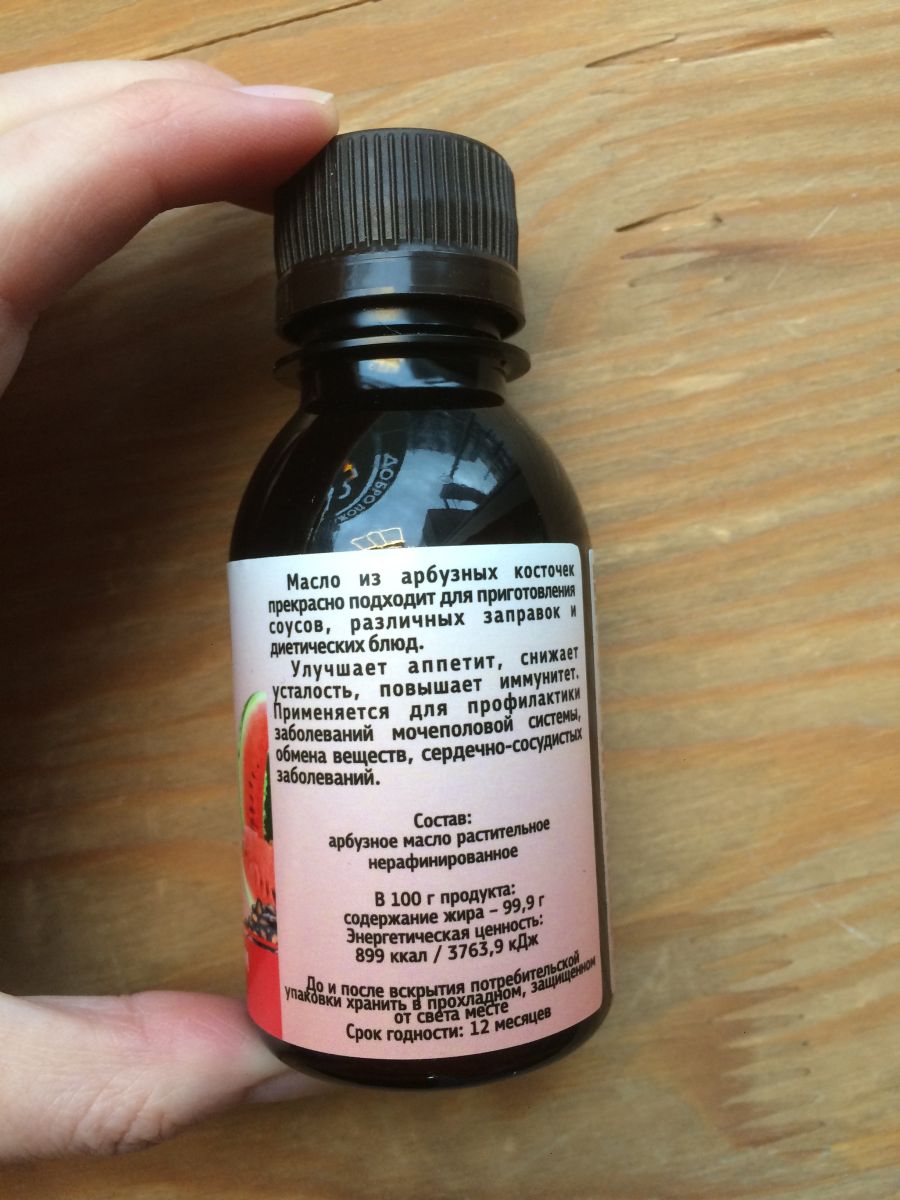 ДОБРО ПОЖ
Масло из арбузных косточек
прекрасно подходит для приготовления
соусов, различных заправок и
диетических блюд.
Улучшает аппетит, снижает
усталость, повышает иммунитет.
Применяется для профилактики
заболеваний мочеполовой системы,
обмена веществ, сердечно-сосудистых
заболеваний.
Состав:
арбузное масло растительное
нерафинированное
В 100 г продукта:
содержание жира – 99,9 г
Энергетическая ценность:
899 ккал / 3763,9 кДж
До и после вскрытия потребительской
упаковки хранить в прохладном, защищенном
от света месте
Срок годности: 12 месяцев